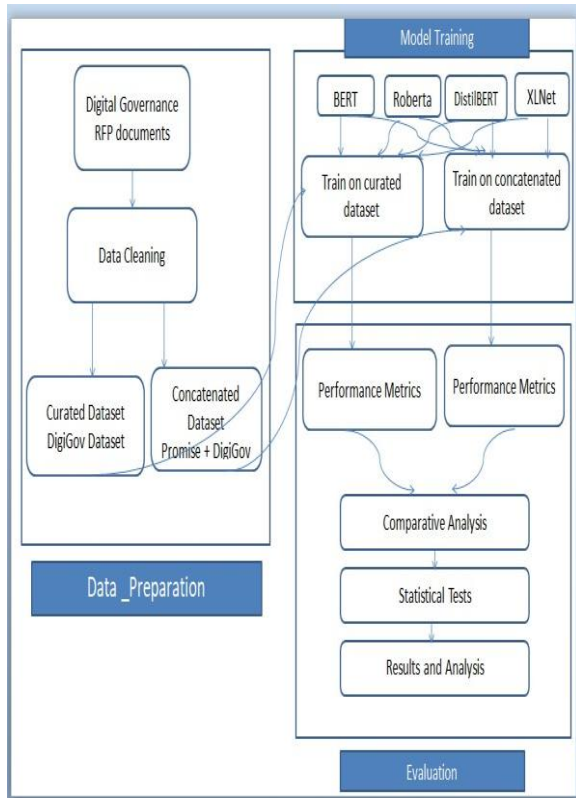 Digital Governance
RFP documents
Data Cleaning
Curated Dataset
DigiGov Dataset
Concatenated
Dataset
Promise + DigiGov
Data _Preparation
Model Training
BERT
Roberta
DistilBERT
XLNet
Train on curated
dataset
Train on concatenated
dataset
Performance Metrics
Performance Metrics
Comparative Analysis
Statistical Tests
Results and Analysis
Evaluation